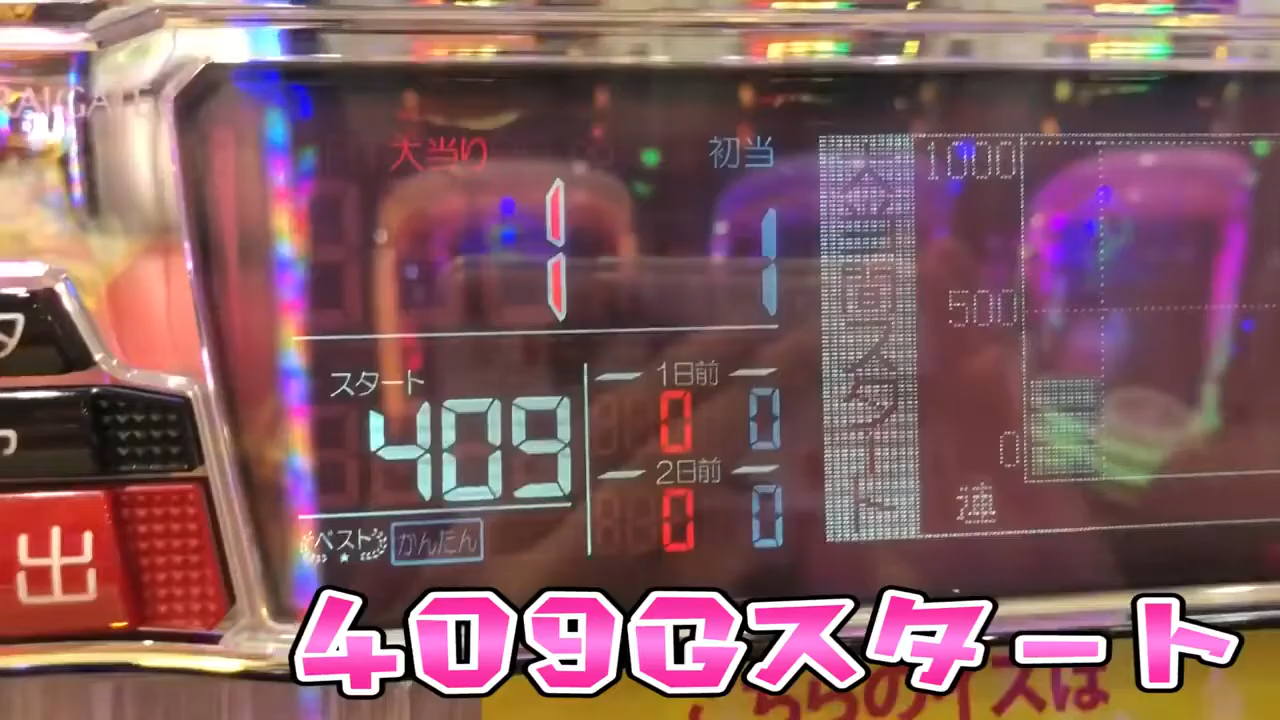 大当り 初当
1 1
スタート
409
1日前
0 0
2日前
0 0
ベスト かんたん
1000
500
0
連
出
409Gスタート